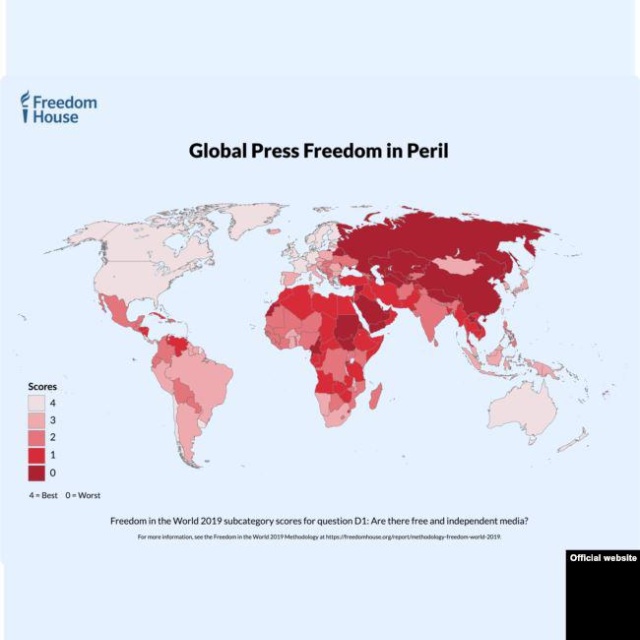 Freedom
House
Global Press Freedom in Peril
Scores
4
3
2
1
0
4 = Best 0 = Worst
Freedom in the World 2019 subcategory scores for question D1: Are there free and independent media?
For more information, see the Freedom in the World 2019 Methodology at https://freedomhouse.org/report/methodology-freedom-world-2019.
Official website